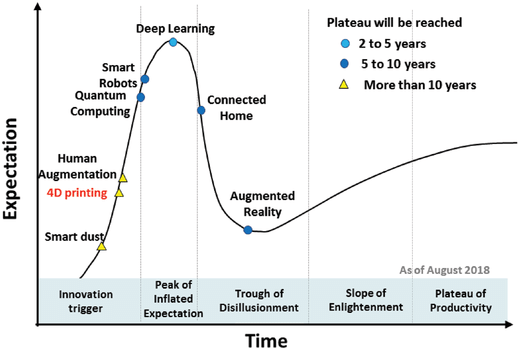 Deep Learning
Plateau will be reached
2 to 5 years
5 to 10 years
More than 10 years
Smart
Robots
Quantum
Computing
Connected
Home
Human
Augmentation
4D printing
Augmented
Reality
Smart dust
Expectation
As of August 2018
Innovation
trigger
Peak of
Inflated
Expectation
Trough of
Disillusionment
Slope of
Enlightenment
Plateau of
Productivity
Time